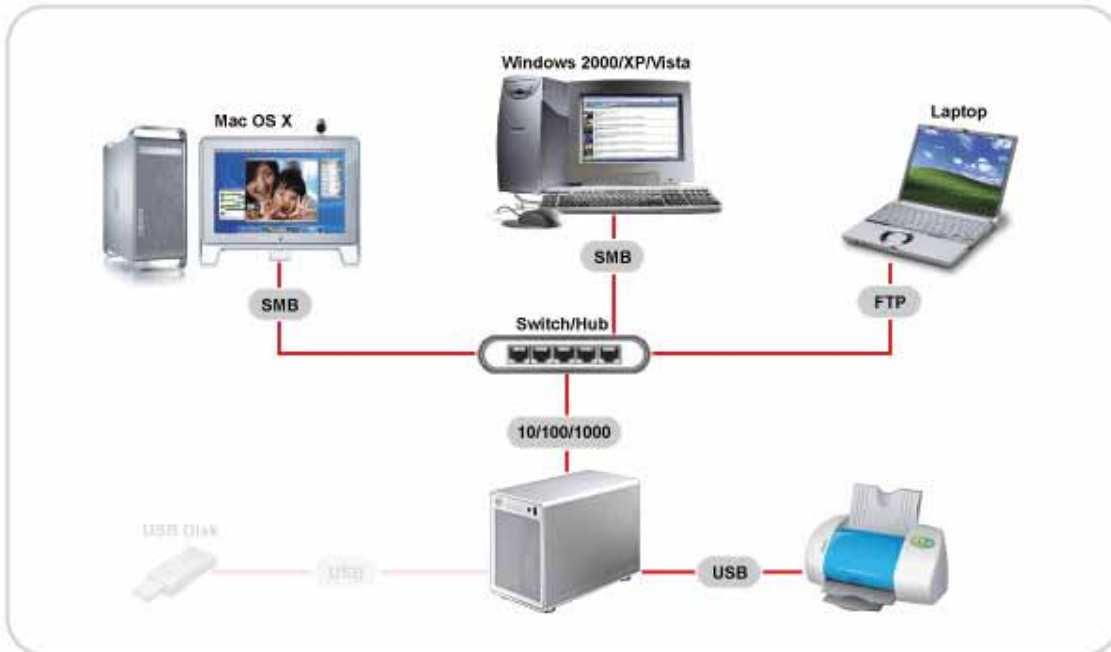 Windows 2000/XP/Vista
Mac OS X
Laptop
SMB
SMB
FTP
Switch/Hub
10/100/1000
USB Disk
USB
USB